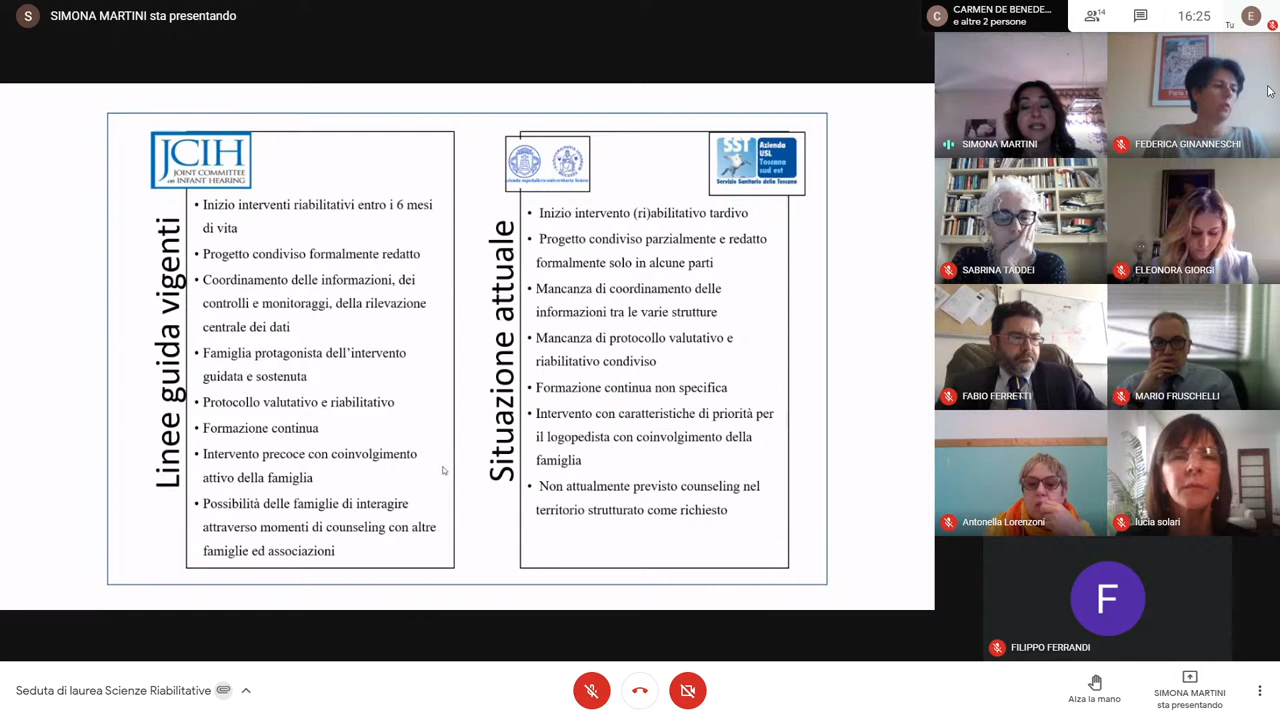 S SIMONA MARTINI sta presentando
C CARMEN DE BENEDE...
e altre 2 persone
14
16:25
Tu
E
JCIH
JOINT COMMITTEE
on INFANT HEARING
Linee guida vigenti
• Inizio interventi riabilitativi entro i 6 mesi
di vita
• Progetto condiviso formalmente redatto
• Coordinamento delle informazioni, dei
controlli e monitoraggi, della rilevazione
centrale dei dati
• Famiglia protagonista dell'intervento
guidata e sostenuta
• Protocollo valutativo e riabilitativo
• Formazione continua
• Intervento precoce con coinvolgimento
attivo della famiglia
• Possibilità delle famiglie di interagire
attraverso momenti di counseling con altre
famiglie ed associazioni
SST
Azienda
USL
Toscana
sud est
Servizio Sanitario della Toscana
Situazione attuale
• Inizio intervento (ri)abilitativo tardivo
• Progetto condiviso parzialmente e redatto
formalmente solo in alcune parti
• Mancanza di coordinamento delle
informazioni tra le varie strutture
• Mancanza di protocollo valutativo e
riabilitativo condiviso
• Formazione continua non specifica
• Intervento con caratteristiche di priorità per
il logopedista con coinvolgimento della
famiglia
• Non attualmente previsto counseling nel
territorio strutturato come richiesto
SIMONA MARTINI
FEDERICA GINANNESCHI
SABRINA TADDEI
ELEONORA GIORGI
FABIO FERRETTI
MARIO FRUSCHELLI
Antonella Lorenzoni
lucia solari
F
FILIPPO FERRANDI
Seduta di laurea Scienze Riabilitative
Alza la mano
SIMONA MARTINI
sta presentando